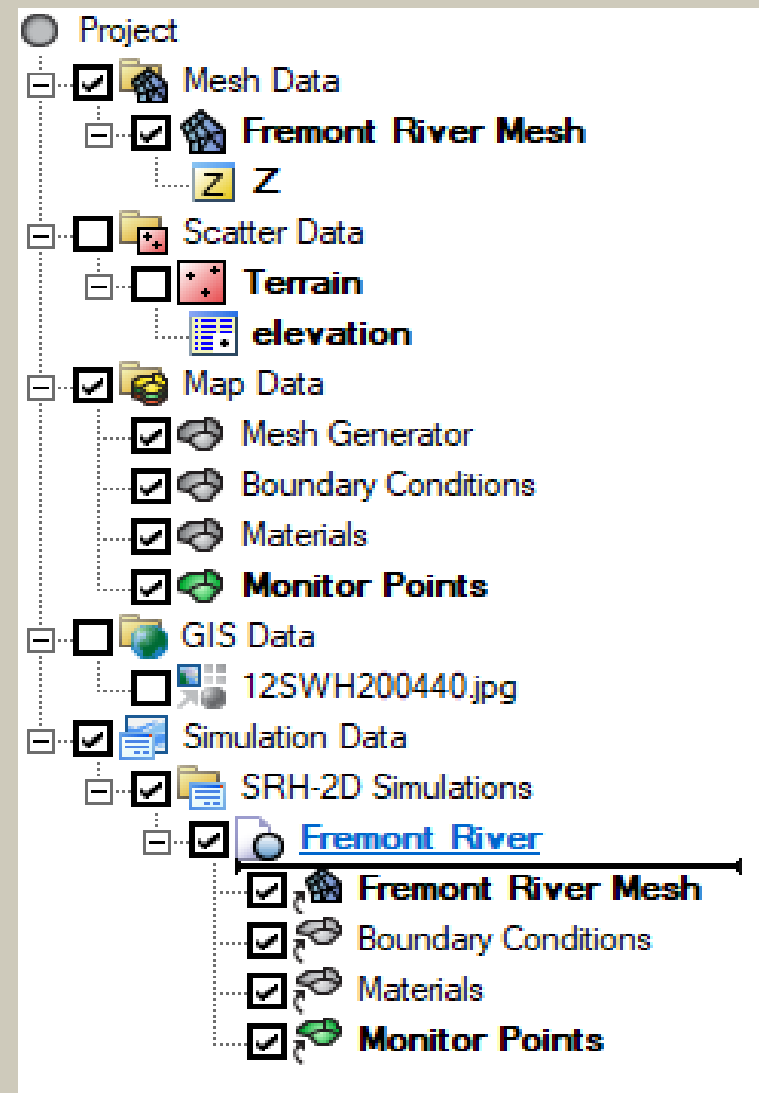 Project
Mesh Data
Fremont River Mesh
Z Z
Scatter Data
Terrain
elevation
Map Data
Mesh Generator
Boundary Conditions
Materials
Monitor Points
GIS Data
12SWH200440.jpg
Simulation Data
SRH-2D Simulations
Fremont River
Fremont River Mesh
Boundary Conditions
Materials
Monitor Points